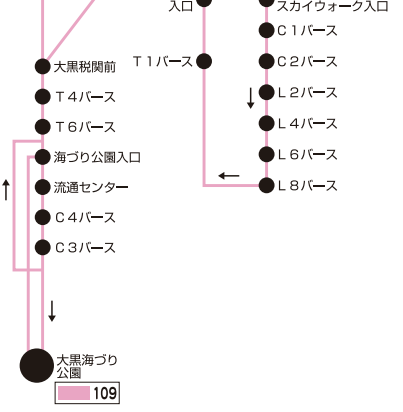 入口
スカイウォーク入口
C1バース
T1バース
C2バース
L2バース
L4バース
L6バース
L8バース
大黒税関前
T4バース
T6バース
海づり公園入口
流通センター
C4バース
C3バース
大黒海づり
公園
109